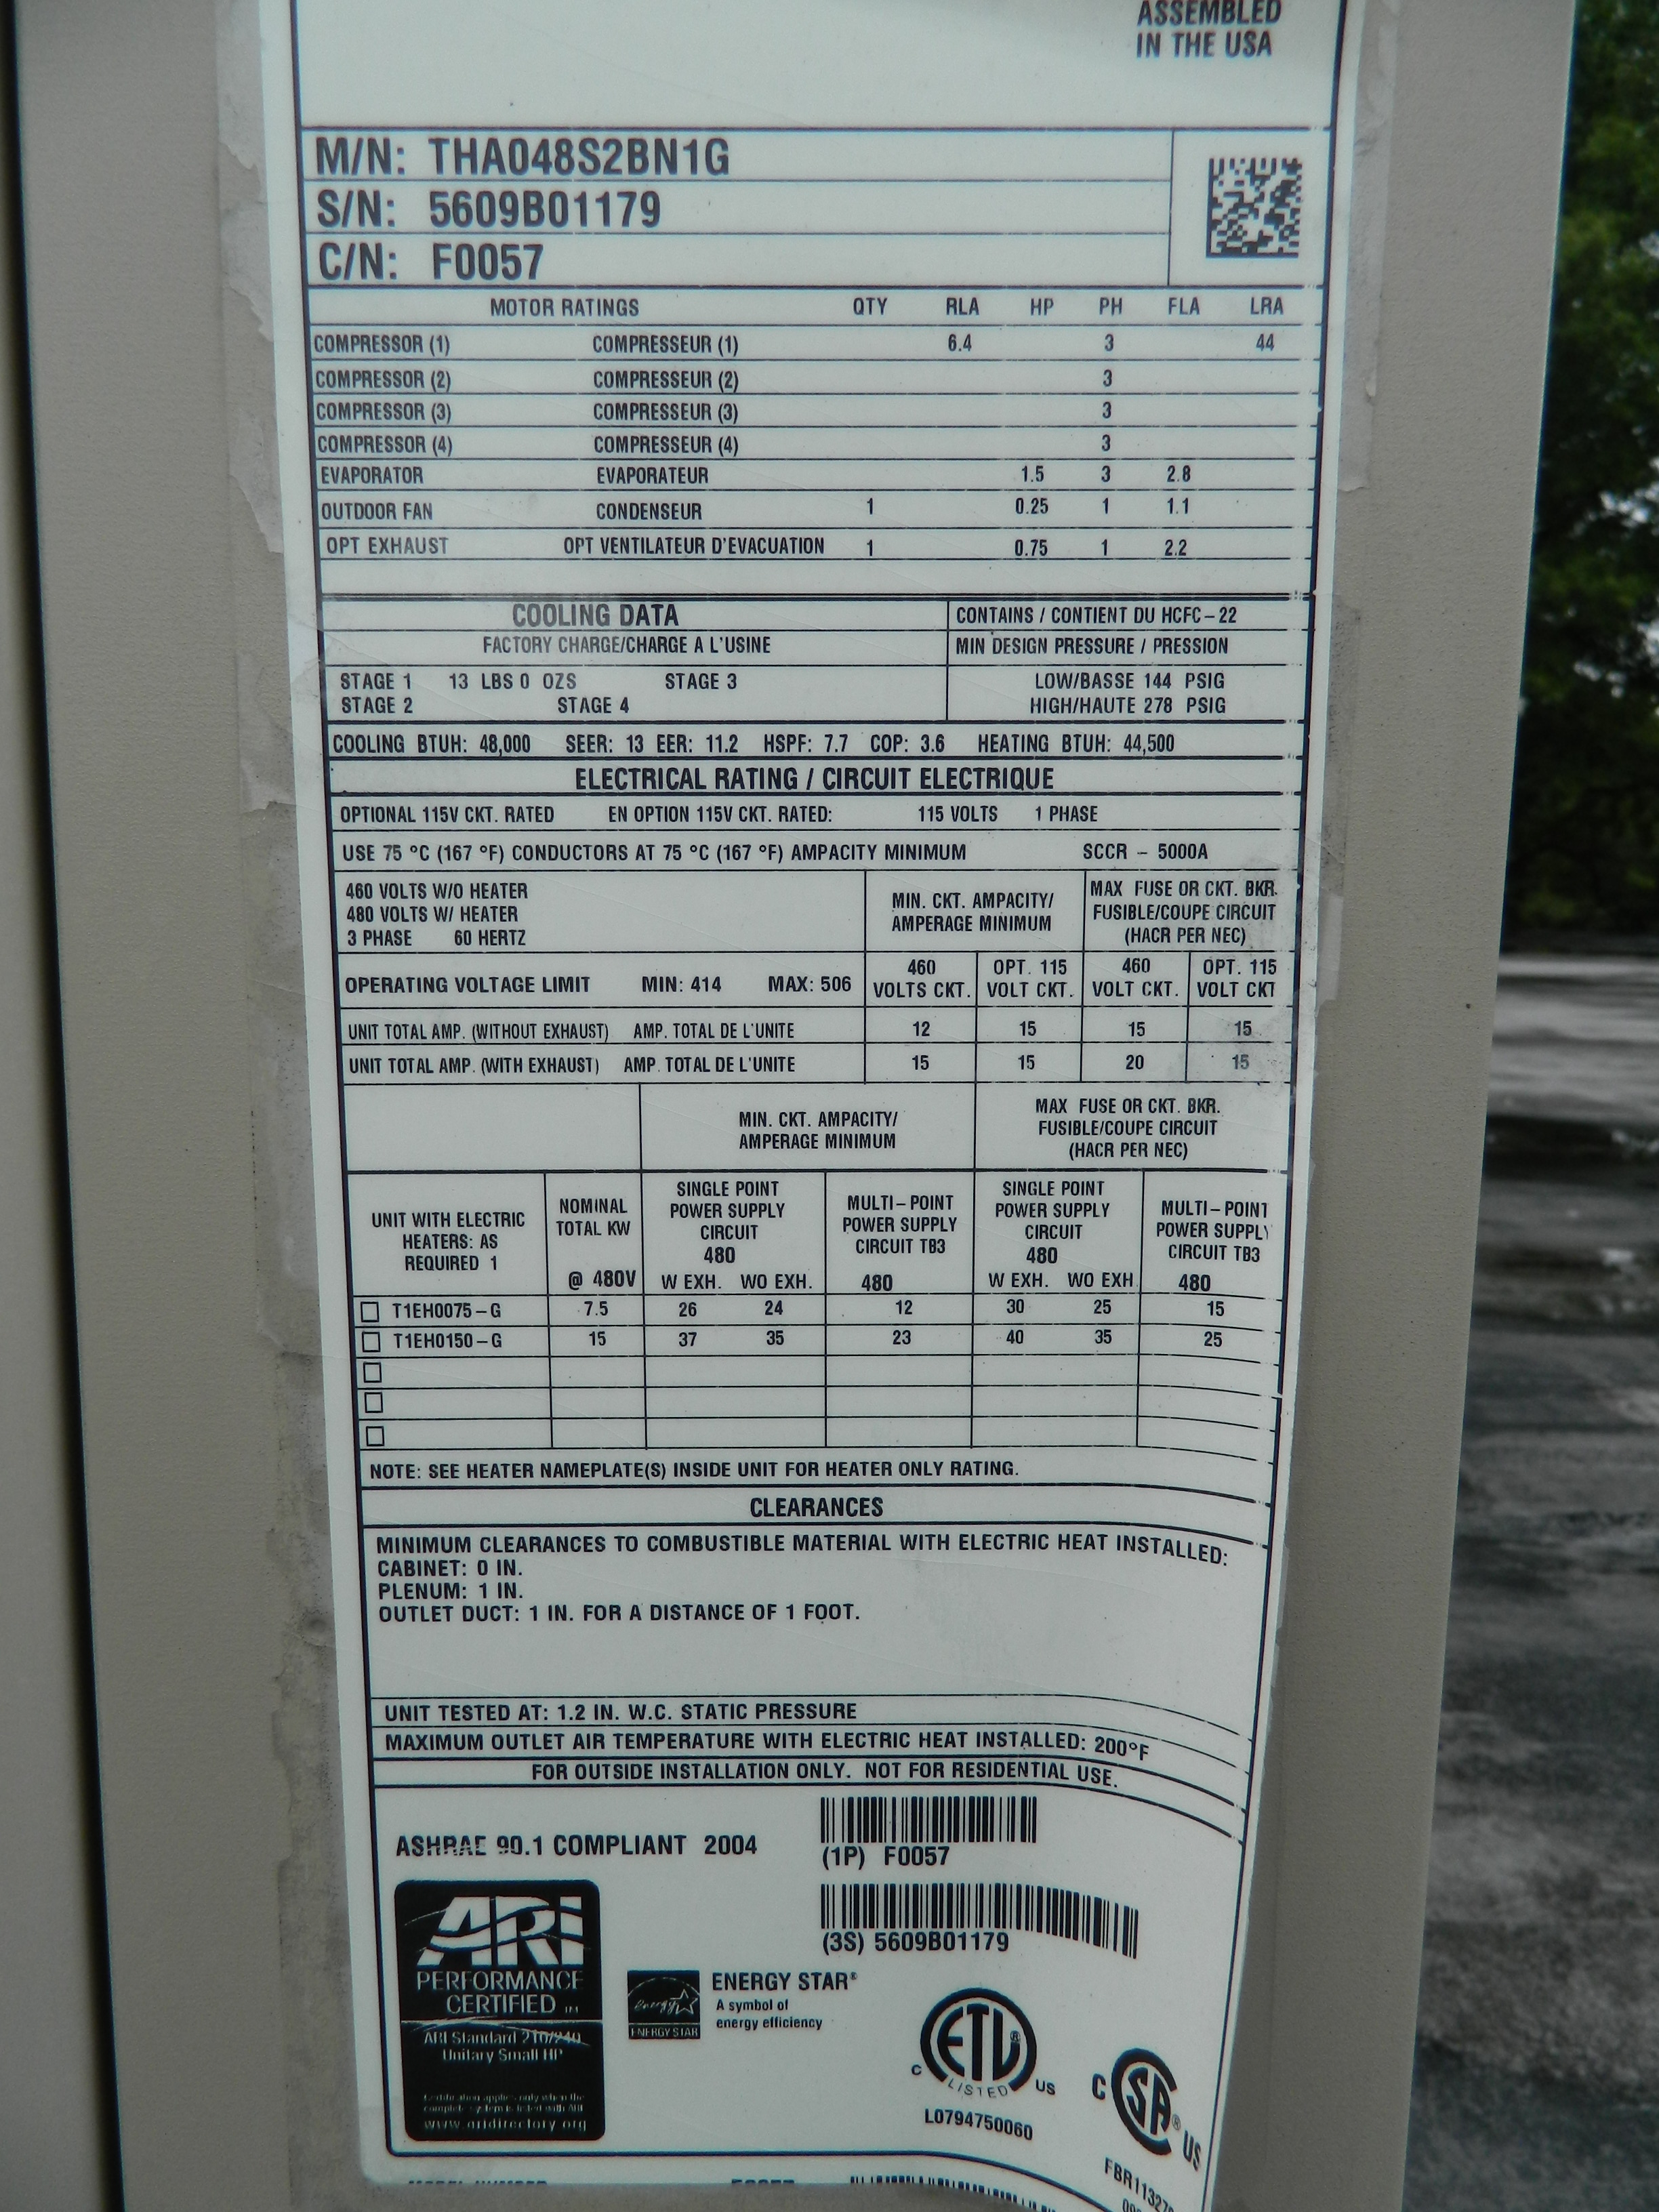 ASSEMBLED
IN THE USA
M/N: THA048S2BN1G
S/N: 5609B01179
C/N: F0057
MOTOR RATINGS QTY RLA HP PH FLA LRA
COMPRESSOR (1) COMPRESSEUR (1) 6.4 3 44
COMPRESSOR (2) COMPRESSEUR (2) 3
COMPRESSOR (3) COMPRESSEUR (3) 3
COMPRESSOR (4) COMPRESSEUR (4) 3
EVAPORATOR EVAPORATEUR 1.5 3 2.8
OUTDOOR FAN CONDENSEUR 1 0.25 1 1.1
OPT EXHAUST OPT VENTILATEUR D'EVACUATION 1 0.75 1 2.2
COOLING DATA CONTAINS / CONTIENT DU HCFC-22
FACTORY CHARGE/CHARGE A L'USINE MIN DESIGN PRESSURE / PRESSION
STAGE 1 13 LBS 0 OZS STAGE 3 LOW/BASSE 144 PSIG
STAGE 2 STAGE 4 HIGH/HAUTE 278 PSIG
COOLING BTUH: 48,000 SEER: 13 EER: 11.2 HSPF: 7.7 COP: 3.6 HEATING BTUH: 44,500
ELECTRICAL RATING / CIRCUIT ELECTRIQUE
OPTIONAL 115V CKT. RATED EN OPTION 115V CKT. RATED: 115 VOLTS 1 PHASE
USE 75 °C (167 °F) CONDUCTORS AT 75 °C (167 °F) AMPACITY MINIMUM SCCR - 5000A
460 VOLTS W/O HEATER
480 VOLTS W/ HEATER
3 PHASE 60 HERTZ
MIN. CKT. AMPACITY/
AMPERAGE MINIMUM
MAX FUSE OR CKT. BKR.
FUSIBLE/COUPE CIRCUIT
(HACR PER NEC)
OPERATING VOLTAGE LIMIT MIN: 414 MAX: 506
460
VOLTS CKT.
OPT. 115
VOLT CKT.
460
VOLT CKT.
OPT. 115
VOLT CKT
UNIT TOTAL AMP. (WITHOUT EXHAUST) AMP. TOTAL DE L'UNITE 12 15 15 15
UNIT TOTAL AMP. (WITH EXHAUST) AMP. TOTAL DE L'UNITE 15 15 20 15
MIN. CKT. AMPACITY/
AMPERAGE MINIMUM
MAX FUSE OR CKT. BKR.
FUSIBLE/COUPE CIRCUIT
(HACR PER NEC)
UNIT WITH ELECTRIC
HEATERS: AS
REQUIRED 1
NOMINAL
TOTAL KW
@ 480V
SINGLE POINT
POWER SUPPLY
CIRCUIT
480
W EXH. WO EXH.
MULTI-POINT
POWER SUPPLY
CIRCUIT TB3
480
SINGLE POINT
POWER SUPPLY
CIRCUIT
480
W EXH. WO EXH
MULTI-POINT
POWER SUPPLY
CIRCUIT TB3
480
T1EH0075-G 7.5 26 24 12 30 25 15
T1EH0150-G 15 37 35 23 40 35 25
NOTE: SEE HEATER NAMEPLATE(S) INSIDE UNIT FOR HEATER ONLY RATING.
CLEARANCES
MINIMUM CLEARANCES TO COMBUSTIBLE MATERIAL WITH ELECTRIC HEAT INSTALLED:
CABINET: 0 IN.
PLENUM: 1 IN.
OUTLET DUCT: 1 IN. FOR A DISTANCE OF 1 FOOT.
UNIT TESTED AT: 1.2 IN. W.C. STATIC PRESSURE
MAXIMUM OUTLET AIR TEMPERATURE WITH ELECTRIC HEAT INSTALLED: 200°F
FOR OUTSIDE INSTALLATION ONLY. NOT FOR RESIDENTIAL USE.
ASHRAE 90.1 COMPLIANT 2004
(1P) F0057
(3S) 5609B01179
ARI
PERFORMANCE
CERTIFIED TM
ARI Standard 210/240
Unitary Small HP
Certification applies only when the
complete system is listed with ARI
www.aridirectory.org
energy
ENERGY STAR
ENERGY STAR®
A symbol of
energy efficiency
ETL®
C LISTED US
L0794750060
C SA® US